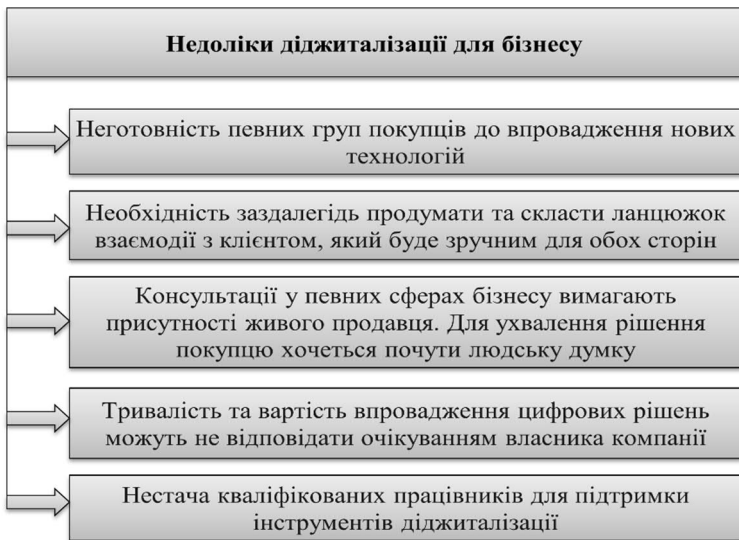 Недоліки діджиталізації для бізнесу
Неготовність певних груп покупців до впровадження нових
технологій
Необхідність заздалегідь продумати та скласти ланцюжок
взаємодії з клієнтом, який буде зручним для обох сторін
Консультації у певних сферах бізнесу вимагають
присутності живого продавця. Для ухвалення рішення
покупцю хочеться почути людську думку
Тривалість та вартість впровадження цифрових рішень
можуть не відповідати очікуванням власника компанії
Нестача кваліфікованих працівників для підтримки
інструментів діджиталізації